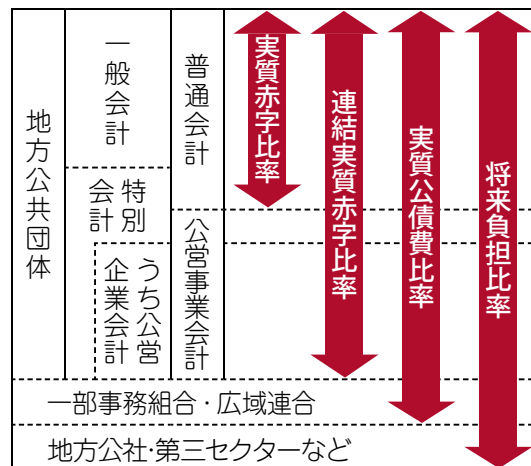 地方公共団体
一般会計
特別
会計
うち公営
企業会計
普通会計
公営事業会計
実質赤字比率
連結実質赤字比率
実質公債費比率
将来負担比率
一部事務組合・広域連合
地方公社・第三セクターなど